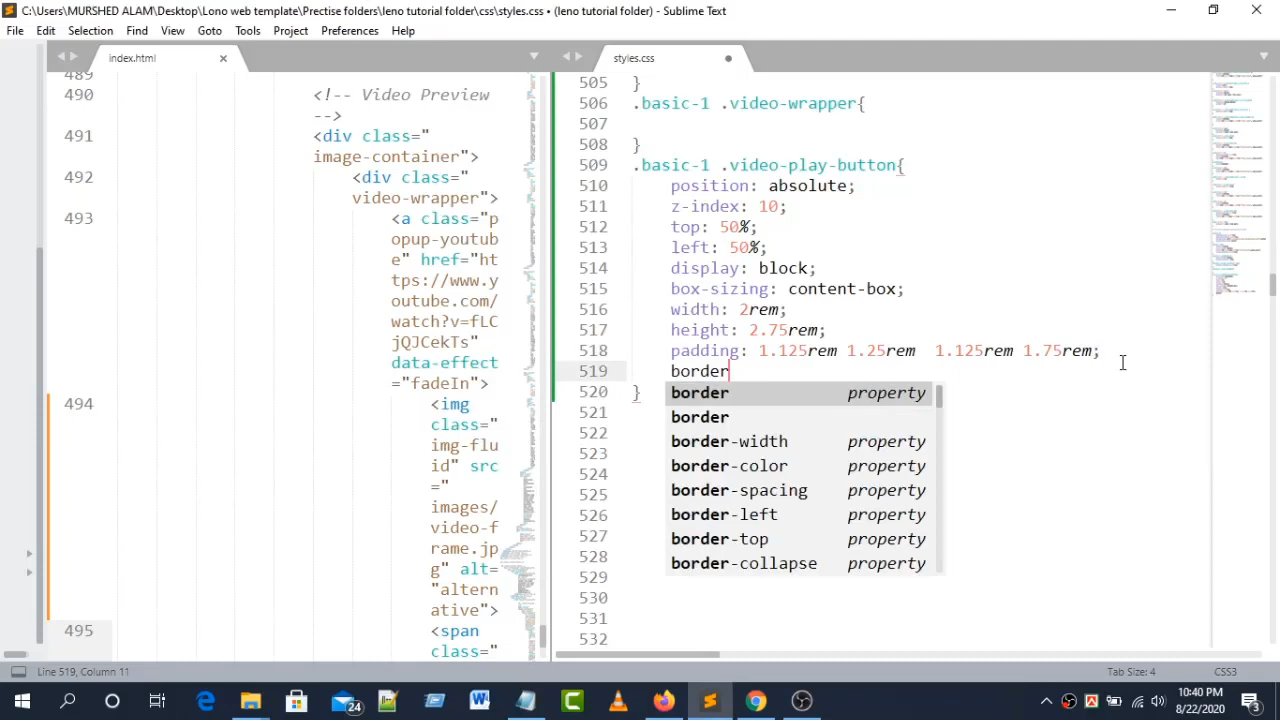 C:\Users\MURSHED ALAM\Desktop\Lono web template\Prectise folders\leno tutorial folder\css\styles.css • (leno tutorial folder) - Sublime Text
File Edit Selection Find View Goto Tools Project Preferences Help
index.html
styles.css
489
490 <!-- Video Preview
-->
491 <div class="
image-container">
492 <div class="
video-wrapper">
493 <a class="p
opup-youtub
e" href="ht
tps://www.y
outube.com/
watch?v=fLC
jQJCekTs"
data-effect
="fadeIn">
494 <img
class="
img-flu
id" src
="
images/
video-f
rame.jp
g" alt=
"altern
ative">
495 <span
class="
505 }
506 .basic-1 .video-wrapper{
507
508 }
509 .basic-1 .video-play-button{
510 position: absolute;
511 z-index: 10;
512 top: 50%;
513 left: 50%;
514 display: block;
515 box-sizing: content-box;
516 width: 2rem;
517 height: 2.75rem;
518 padding: 1.125rem 1.25rem  1.125rem 1.75rem;
519 border
520 }
521
522
523
524
525
526
527
528
529
530
531
532
border property
border
border-width property
border-color property
border-spacing property
border-left property
border-top property
border-collapse property
Line 519, Column 11
Tab Size: 4
CSS3
24
10:40 PM
8/22/2020
3